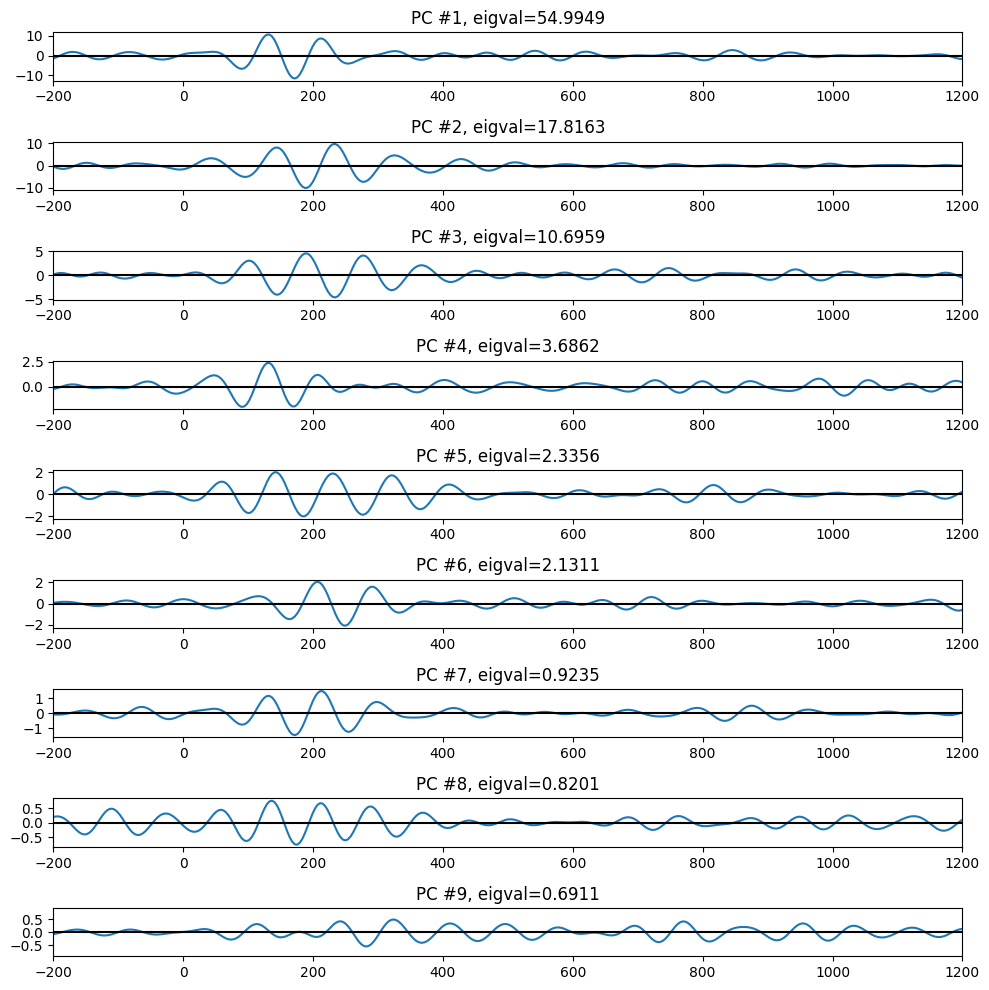 PC #1, eigval=54.9949
10
0
−10
−200 0 200 400 600 800 1000 1200
PC #2, eigval=17.8163
10
0
−10
−200 0 200 400 600 800 1000 1200
PC #3, eigval=10.6959
5
0
−5
−200 0 200 400 600 800 1000 1200
PC #4, eigval=3.6862
2.5
0.0
−200 0 200 400 600 800 1000 1200
PC #5, eigval=2.3356
2
0
−2
−200 0 200 400 600 800 1000 1200
PC #6, eigval=2.1311
2
0
−2
−200 0 200 400 600 800 1000 1200
PC #7, eigval=0.9235
1
0
−1
−200 0 200 400 600 800 1000 1200
PC #8, eigval=0.8201
0.5
0.0
−0.5
−200 0 200 400 600 800 1000 1200
PC #9, eigval=0.6911
0.5
0.0
−0.5
−200 0 200 400 600 800 1000 1200